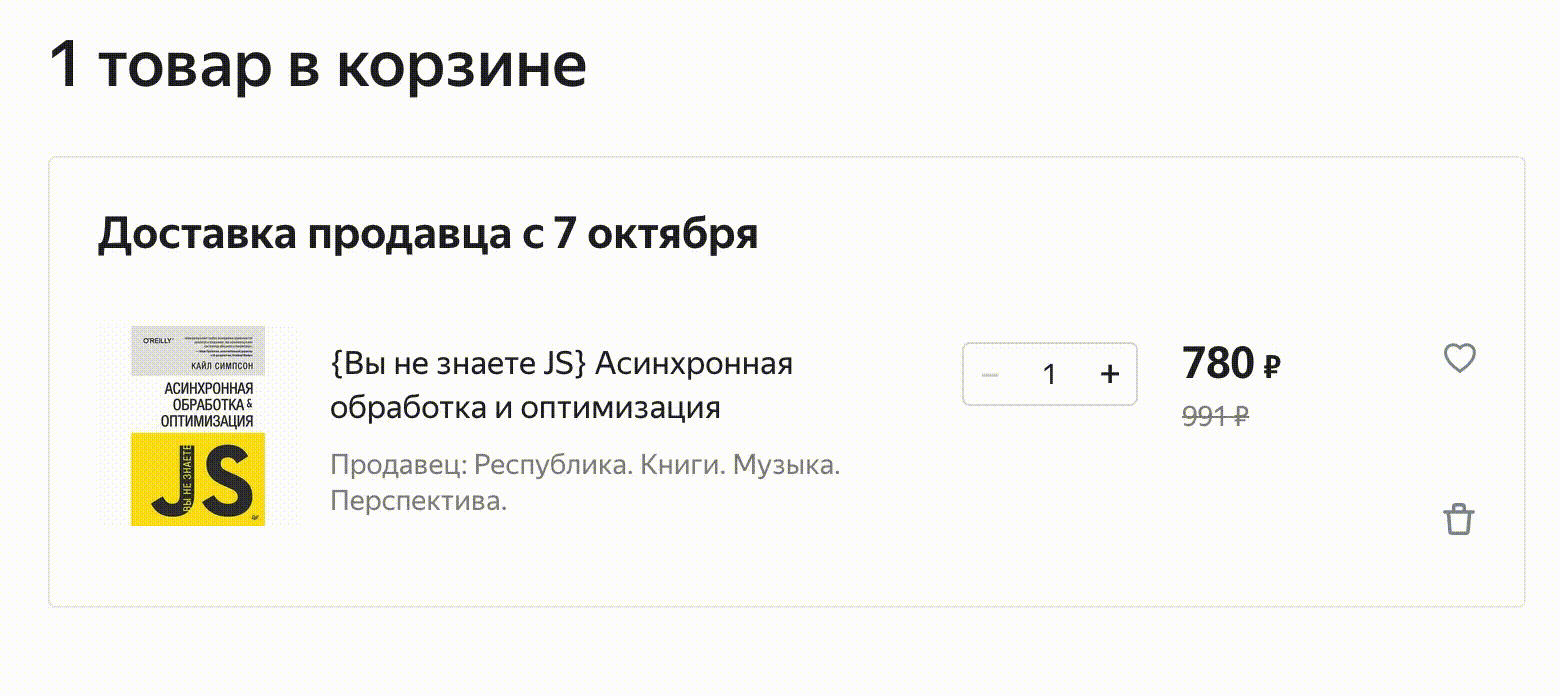 1 товар в корзине
Доставка продавца с 7 октября
O'REILLY
КАЙЛ СИМПСОН
АСИНХРОННАЯ
ОБРАБОТКА &
ОПТИМИЗАЦИЯ
JS
ВЫ НЕ ЗНАЕТЕ
{Вы не знаете JS} Асинхронная
обработка и оптимизация
Продавец: Республика. Книги. Музыка.
Перспектива.
− 1 +
780 ₽
991 ₽